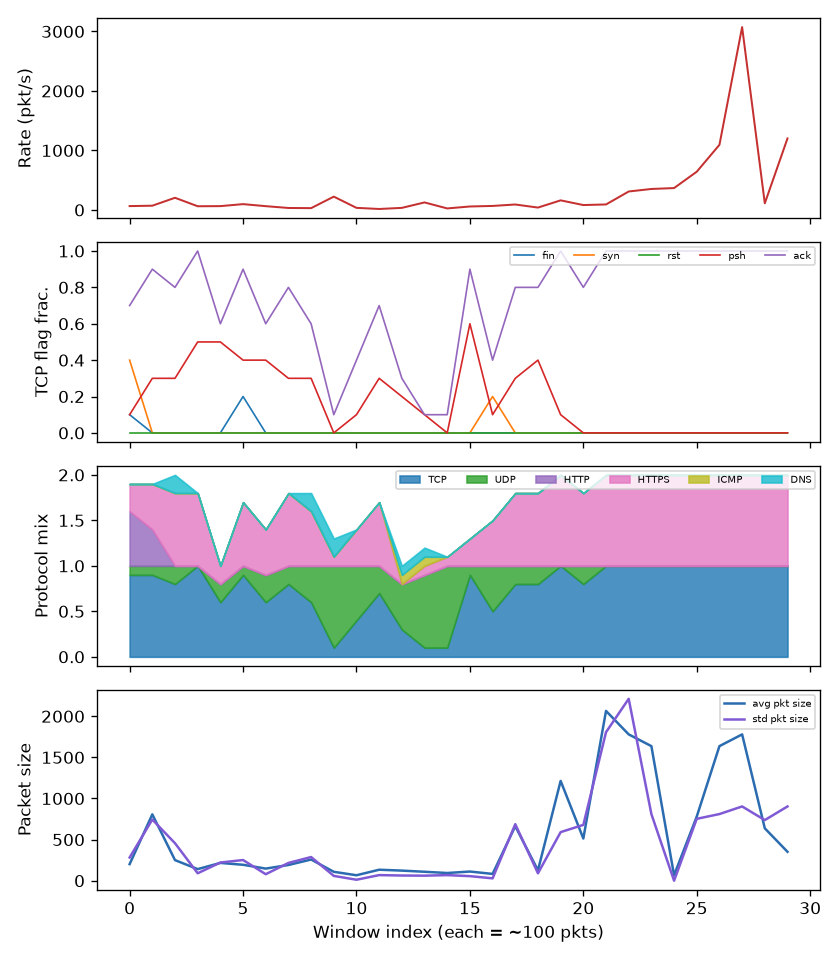 3000
2000
1000
0
Rate (pkt/s)
1.0
0.8
0.6
0.4
0.2
0.0
TCP flag frac.
fin syn rst psh ack
2.0
1.5
1.0
0.5
0.0
Protocol mix
TCP UDP HTTP HTTPS ICMP DNS
2000
1500
1000
500
0
Packet size
avg pkt size
std pkt size
0 5 10 15 20 25 30
Window index (each = ~100 pkts)